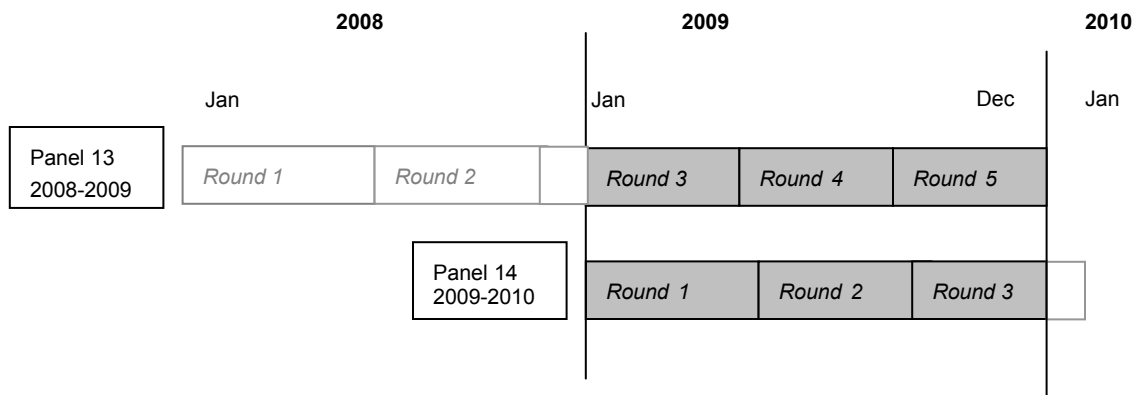 2008 2009 2010
Jan Jan Dec Jan
Panel 13
2008-2009
Round 1 Round 2 Round 3 Round 4 Round 5
Panel 14
2009-2010
Round 1 Round 2 Round 3